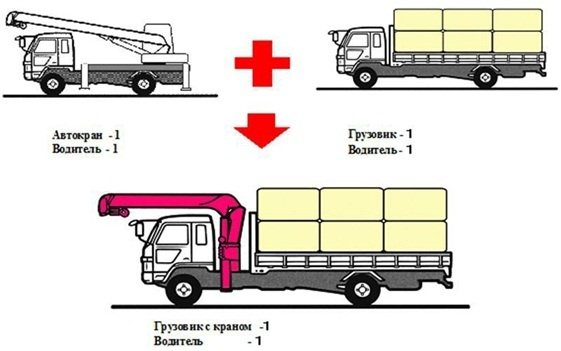 Автокран - 1
Водитель - 1
Грузовик - 1
Водитель - 1
Грузовик с краном - 1
Водитель - 1